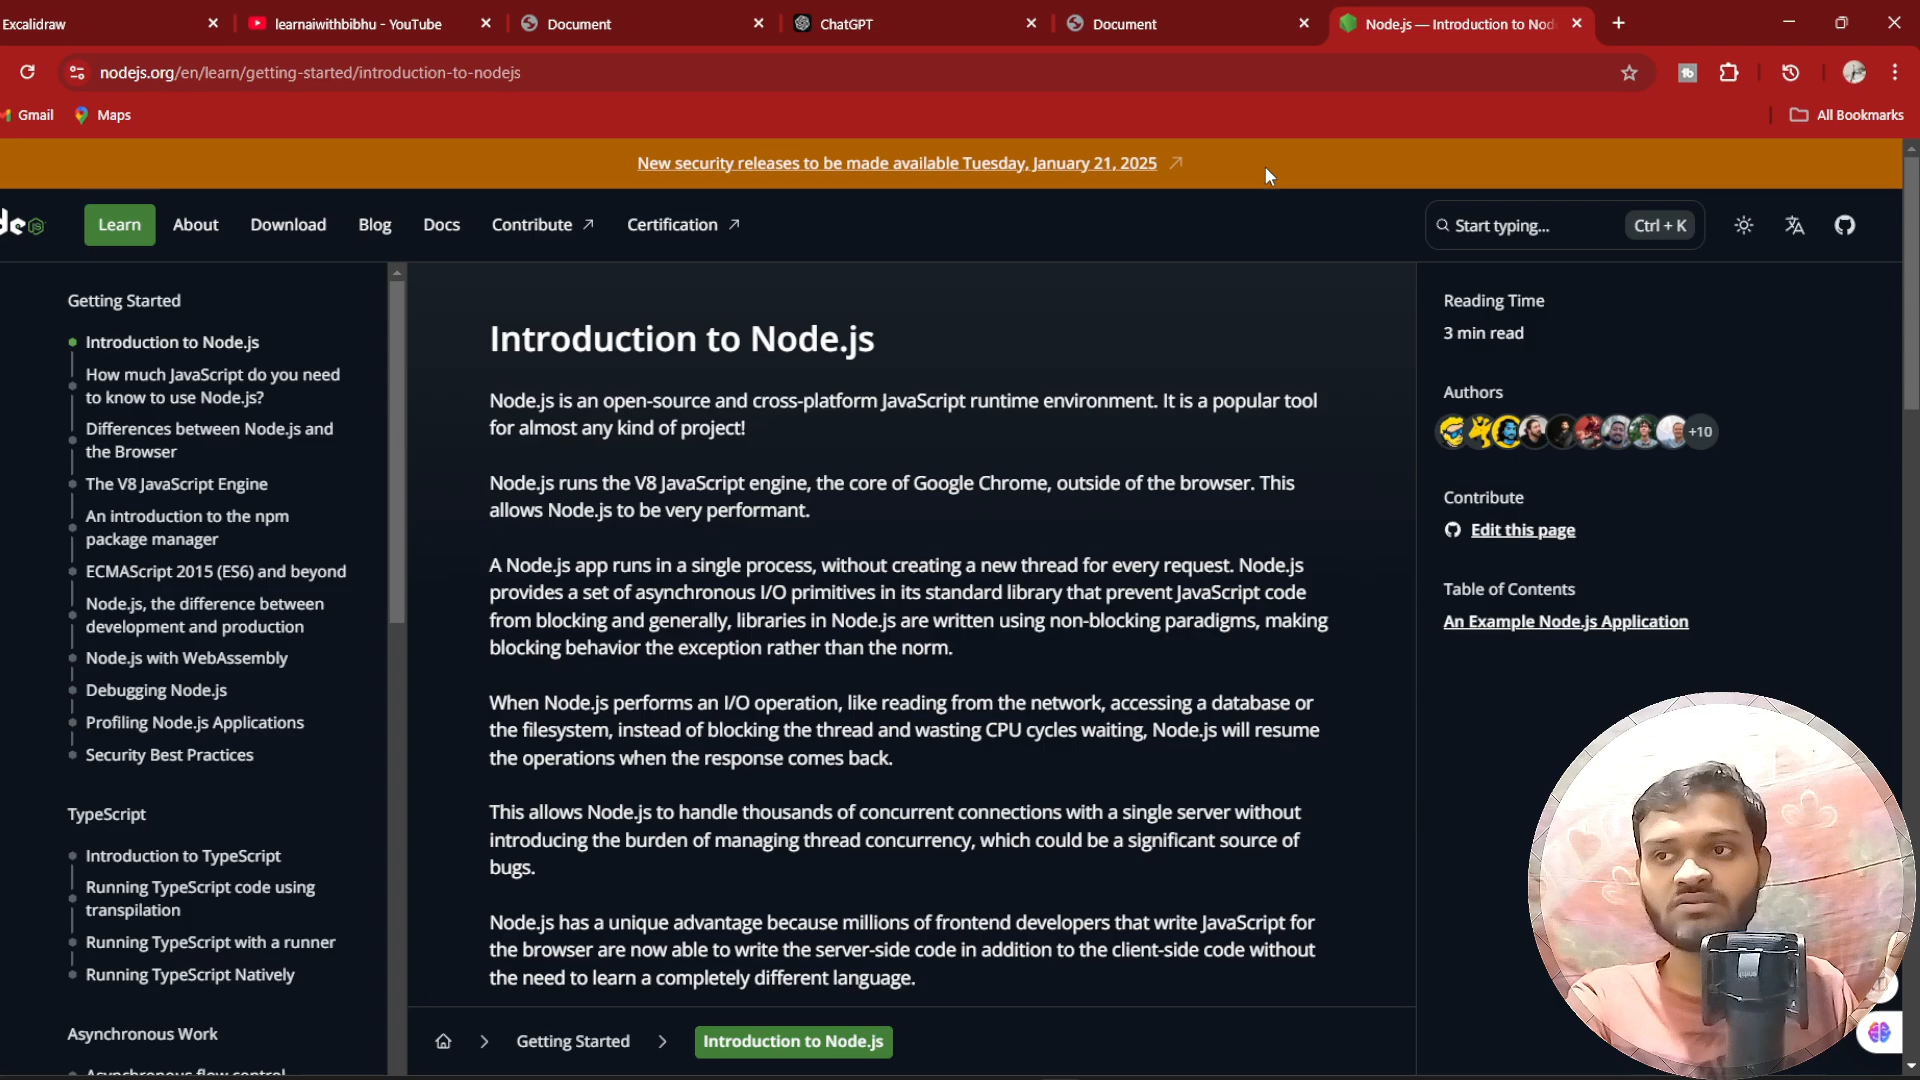 Excalidraw
learnaiwithbibhu - YouTube
Document
ChatGPT
Document
Node.js — Introduction to Nod
nodejs.org/en/learn/getting-started/introduction-to-nodejs
Gmail
Maps
All Bookmarks
New security releases to be made available Tuesday, January 21, 2025
Learn
About
Download
Blog
Docs
Contribute
Certification
Start typing...
Ctrl + K
Getting Started
Introduction to Node.js
How much JavaScript do you need
to know to use Node.js?
Differences between Node.js and
the Browser
The V8 JavaScript Engine
An introduction to the npm
package manager
ECMAScript 2015 (ES6) and beyond
Node.js, the difference between
development and production
Node.js with WebAssembly
Debugging Node.js
Profiling Node.js Applications
Security Best Practices
TypeScript
Introduction to TypeScript
Running TypeScript code using
transpilation
Running TypeScript with a runner
Running TypeScript Natively
Asynchronous Work
Asynchronous flow control
Introduction to Node.js
Node.js is an open-source and cross-platform JavaScript runtime environment. It is a popular tool
for almost any kind of project!
Node.js runs the V8 JavaScript engine, the core of Google Chrome, outside of the browser. This
allows Node.js to be very performant.
A Node.js app runs in a single process, without creating a new thread for every request. Node.js
provides a set of asynchronous I/O primitives in its standard library that prevent JavaScript code
from blocking and generally, libraries in Node.js are written using non-blocking paradigms, making
blocking behavior the exception rather than the norm.
When Node.js performs an I/O operation, like reading from the network, accessing a database or
the filesystem, instead of blocking the thread and wasting CPU cycles waiting, Node.js will resume
the operations when the response comes back.
This allows Node.js to handle thousands of concurrent connections with a single server without
introducing the burden of managing thread concurrency, which could be a significant source of
bugs.
Node.js has a unique advantage because millions of frontend developers that write JavaScript for
the browser are now able to write the server-side code in addition to the client-side code without
the need to learn a completely different language.
Getting Started
Introduction to Node.js
Reading Time
3 min read
Authors
+10
Contribute
Edit this page
Table of Contents
An Example Node.js Application